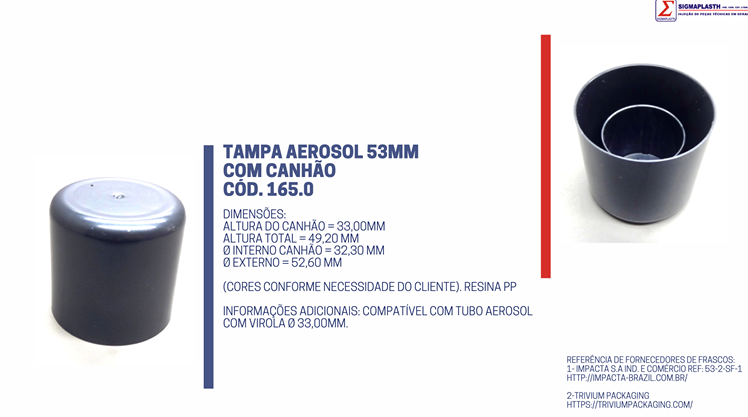 SIGMAPLASTH
INJEÇÃO DE PEÇAS TÉCNICAS EM GERAL
TAMPA AEROSOL 53MM
COM CANHÃO
CÓD. 165.0
DIMENSÕES:
ALTURA DO CANHÃO = 33,00MM
ALTURA TOTAL = 49,20 MM
Ø INTERNO CANHÃO = 32,30 MM
Ø EXTERNO = 52,60 MM
(CORES CONFORME NECESSIDADE DO CLIENTE). RESINA PP
INFORMAÇÕES ADICIONAIS: COMPATÍVEL COM TUBO AEROSOL
COM VIROLA Ø 33,00MM.
REFERÊNCIA DE FORNECEDORES DE FRASCOS:
1- IMPACTA S.A IND. E COMÉRCIO REF: 53-2-SF-1
HTTP://IMPACTA-BRAZIL.COM.BR/
2-TRIVIUM PACKAGING
HTTPS://TRIVIUMPACKAGING.COM/